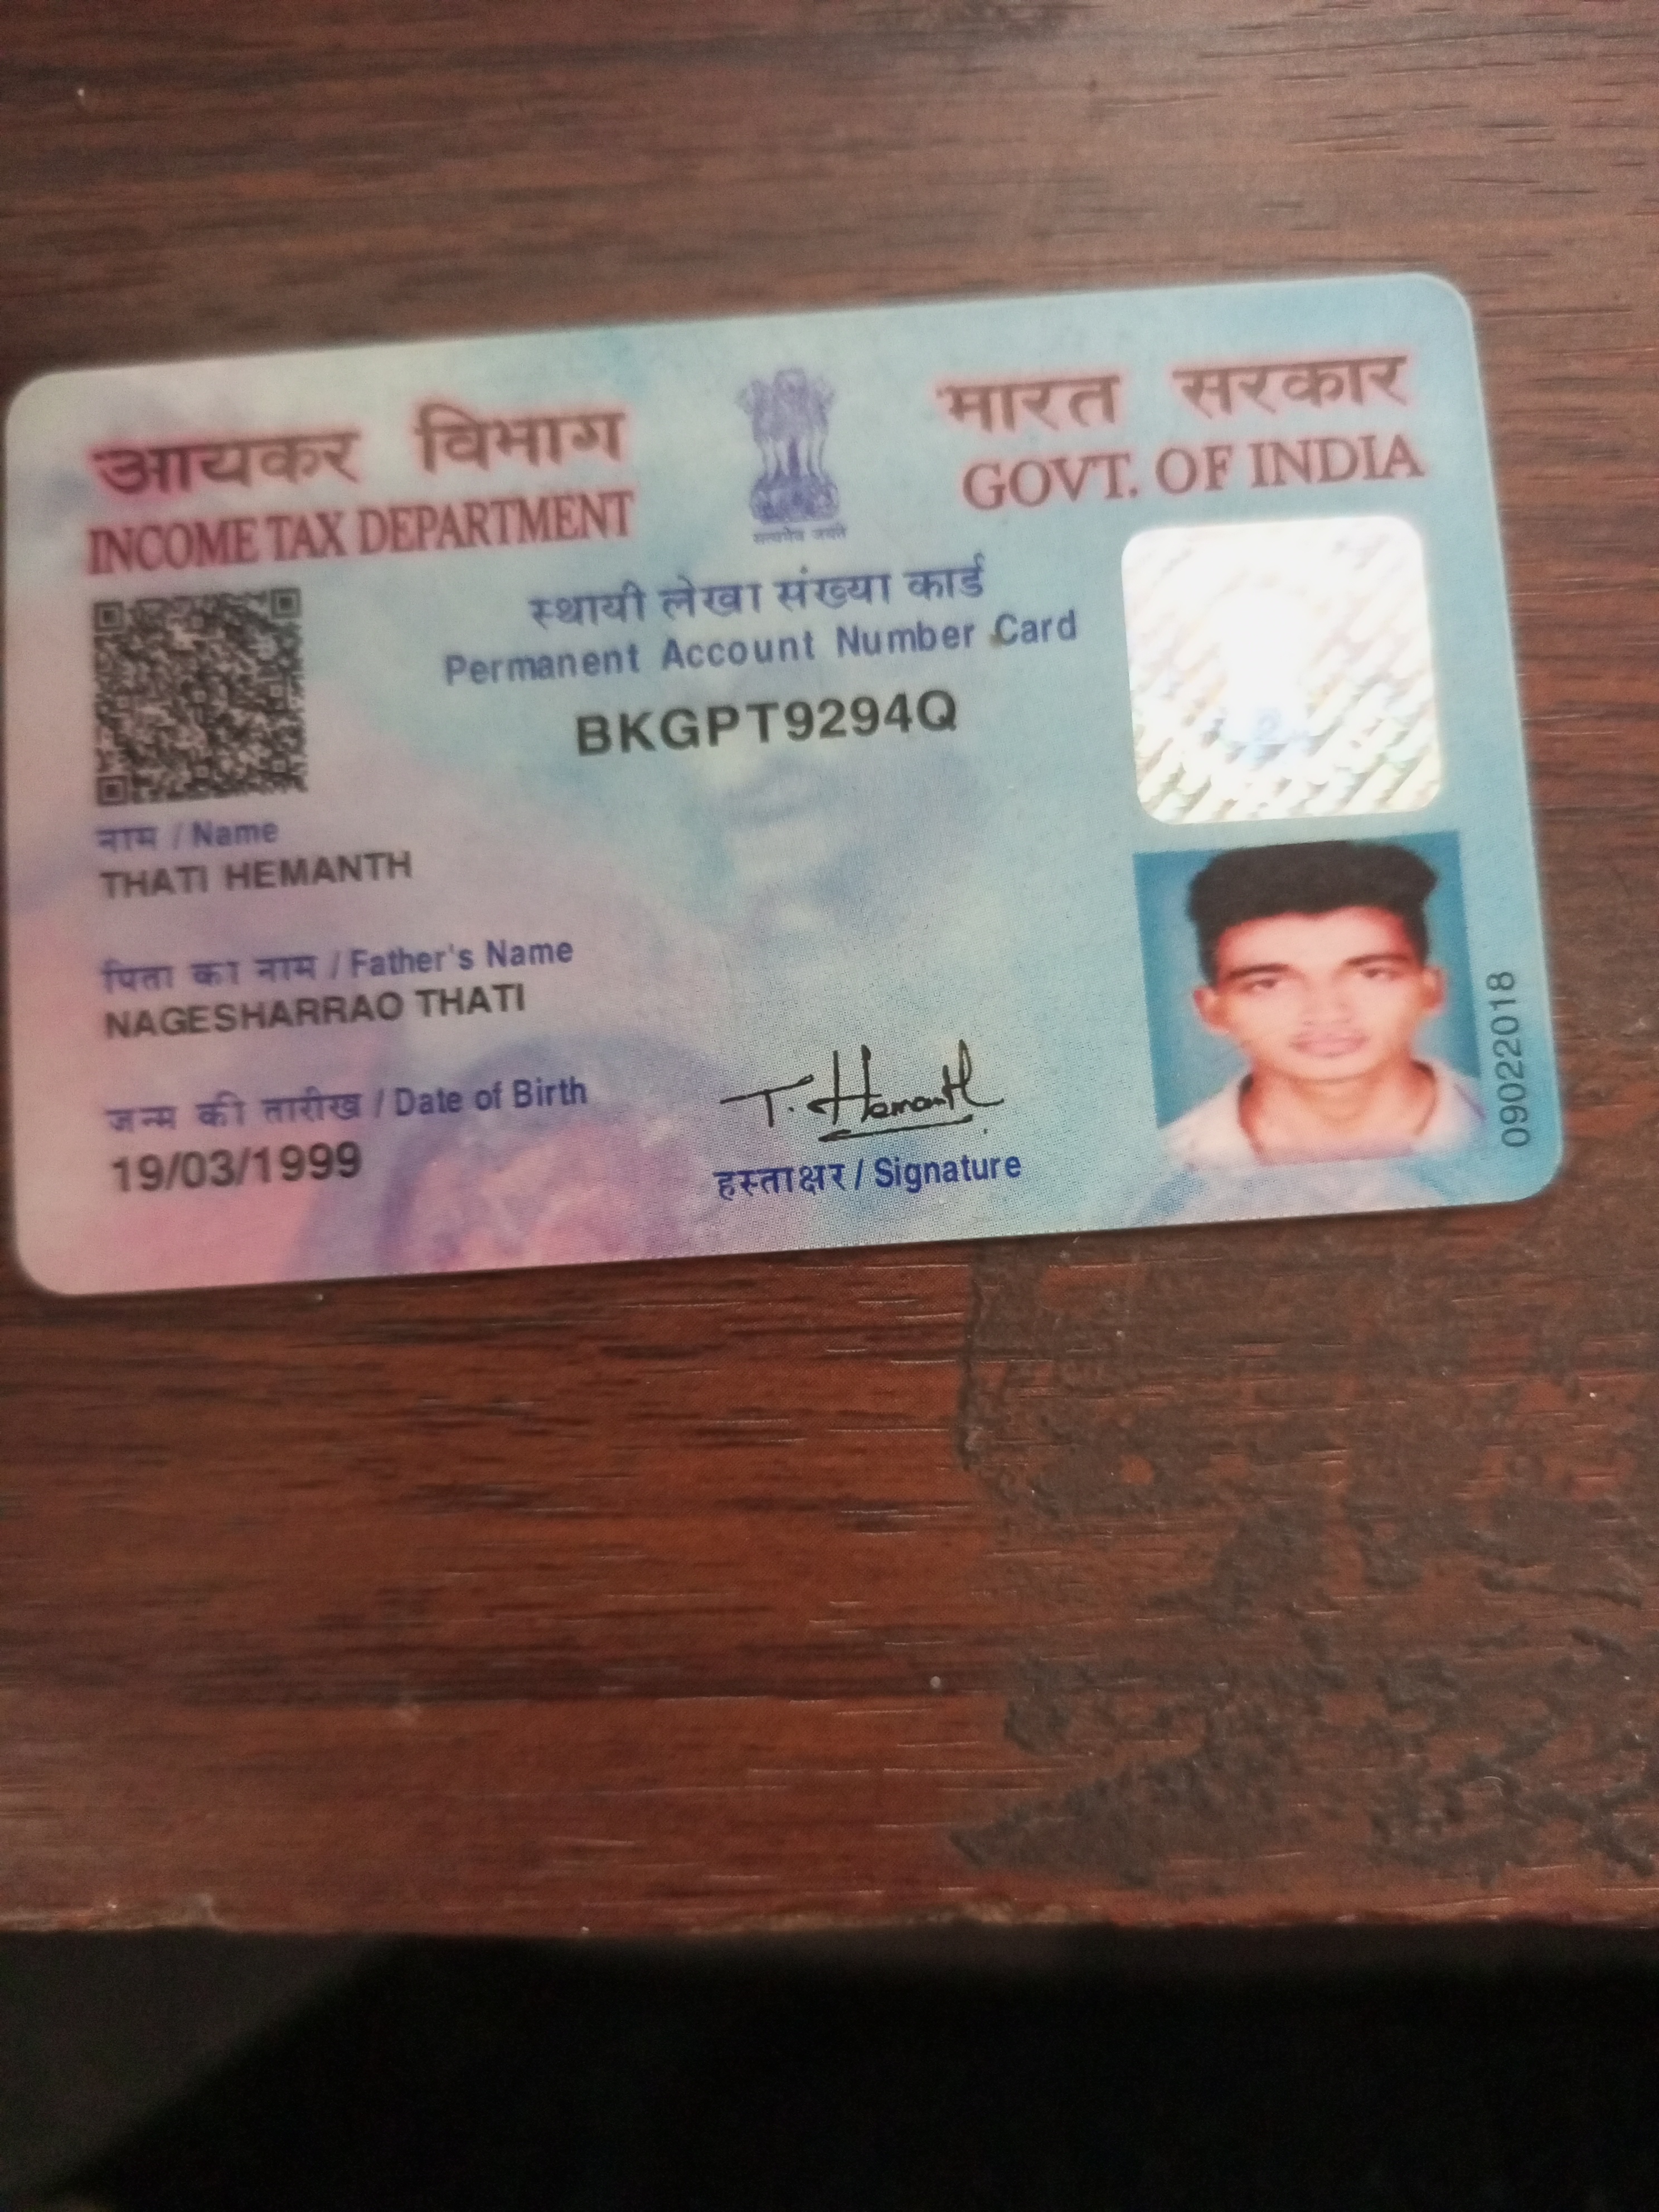 आयकर विभाग
INCOME TAX DEPARTMENT
सत्यमेव जयते
भारत सरकार
GOVT. OF INDIA
स्थायी लेखा संख्या कार्ड
Permanent Account Number Card
BKGPT9294Q
नाम / Name
THATI HEMANTH
पिता का नाम / Father's Name
NAGESHARRAO THATI
जन्म की तारीख / Date of Birth
19/03/1999
T. Hemanth
हस्ताक्षर / Signature
09022018